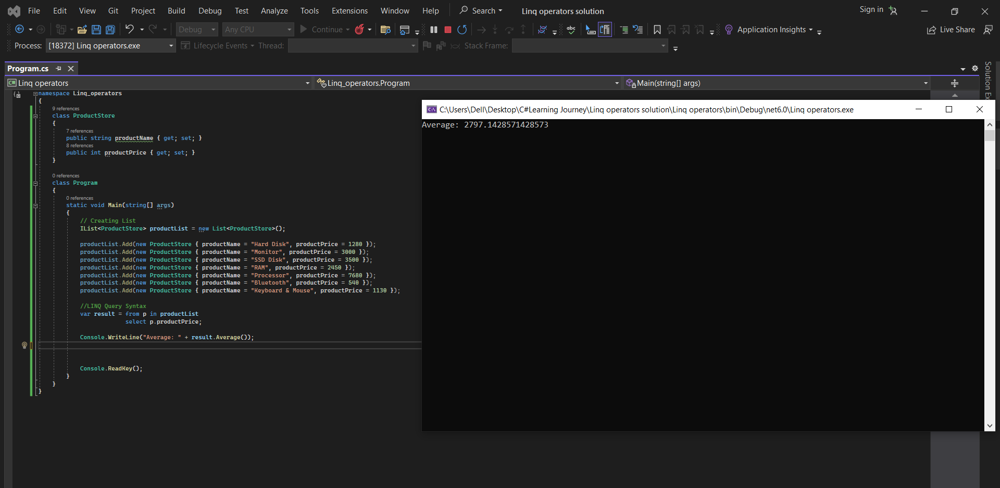 File Edit View Git Project Build Debug Test Analyze Tools Extensions Window Help Search Linq operators solution Sign in
Debug Any CPU Continue abc Application Insights Live Share
Process: [18372] Linq operators.exe Lifecycle Events Thread: Stack Frame:
Program.cs
C# Linq operators Linq_operators.Program Main(string[] args)
Solution Ex
namespace Linq_operators
{
9 references
class ProductStore
{
7 references
public string productName { get; set; }
8 references
public int productPrice { get; set; }
}
0 references
class Program
{
0 references
static void Main(string[] args)
{
// Creating List
IList<ProductStore> productList = new List<ProductStore>();
productList.Add(new ProductStore { productName = "Hard Disk", productPrice = 1280 });
productList.Add(new ProductStore { productName = "Monitor", productPrice = 3000 });
productList.Add(new ProductStore { productName = "SSD Disk", productPrice = 3500 });
productList.Add(new ProductStore { productName = "RAM", productPrice = 2450 });
productList.Add(new ProductStore { productName = "Processor", productPrice = 7680 });
productList.Add(new ProductStore { productName = "Bluetooth", productPrice = 540 });
productList.Add(new ProductStore { productName = "Keyboard & Mouse", productPrice = 1130 });
//LINQ Query Syntax
var result = from p in productList
select p.productPrice;
Console.WriteLine("Average: " + result.Average());
Console.ReadKey();
}
}
}
C:\ C:\Users\Dell\Desktop\C#Learning Journey\Linq operators solution\Linq operators\bin\Debug\net6.0\Linq operators.exe
Average: 2797.1428571428573